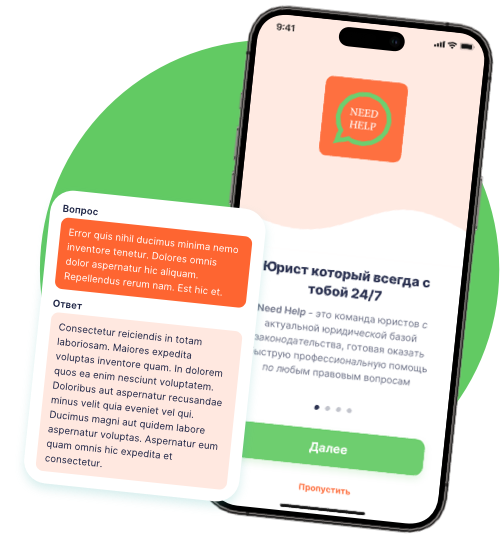 9:41
NEED
HELP
Вопрос
Error quis nihil ducimus minima nemo
inventore tenetur. Dolores omnis
dolor aspernatur hic aliquam.
Repellendus rerum nam. Est hic et.
Ответ
Consectetur reiciendis in totam
laboriosam. Maiores expedita
voluptas inventore quam. In dolorem
quos ea enim nesciunt voluptatem.
Doloribus aut aspernatur recusandae
minus velit quia eveniet vel qui.
Ducimus magni aut quidem labore
aspernatur voluptas. Aspernatur eum
quam omnis hic expedita et
consectetur.
Юрист который всегда с
тобой 24/7
Need Help - это команда юристов с
актуальной юридической базой
законодательства, готовая оказать
быструю профессиональную помощь
по любым правовым вопросам
Далее
Пропустить